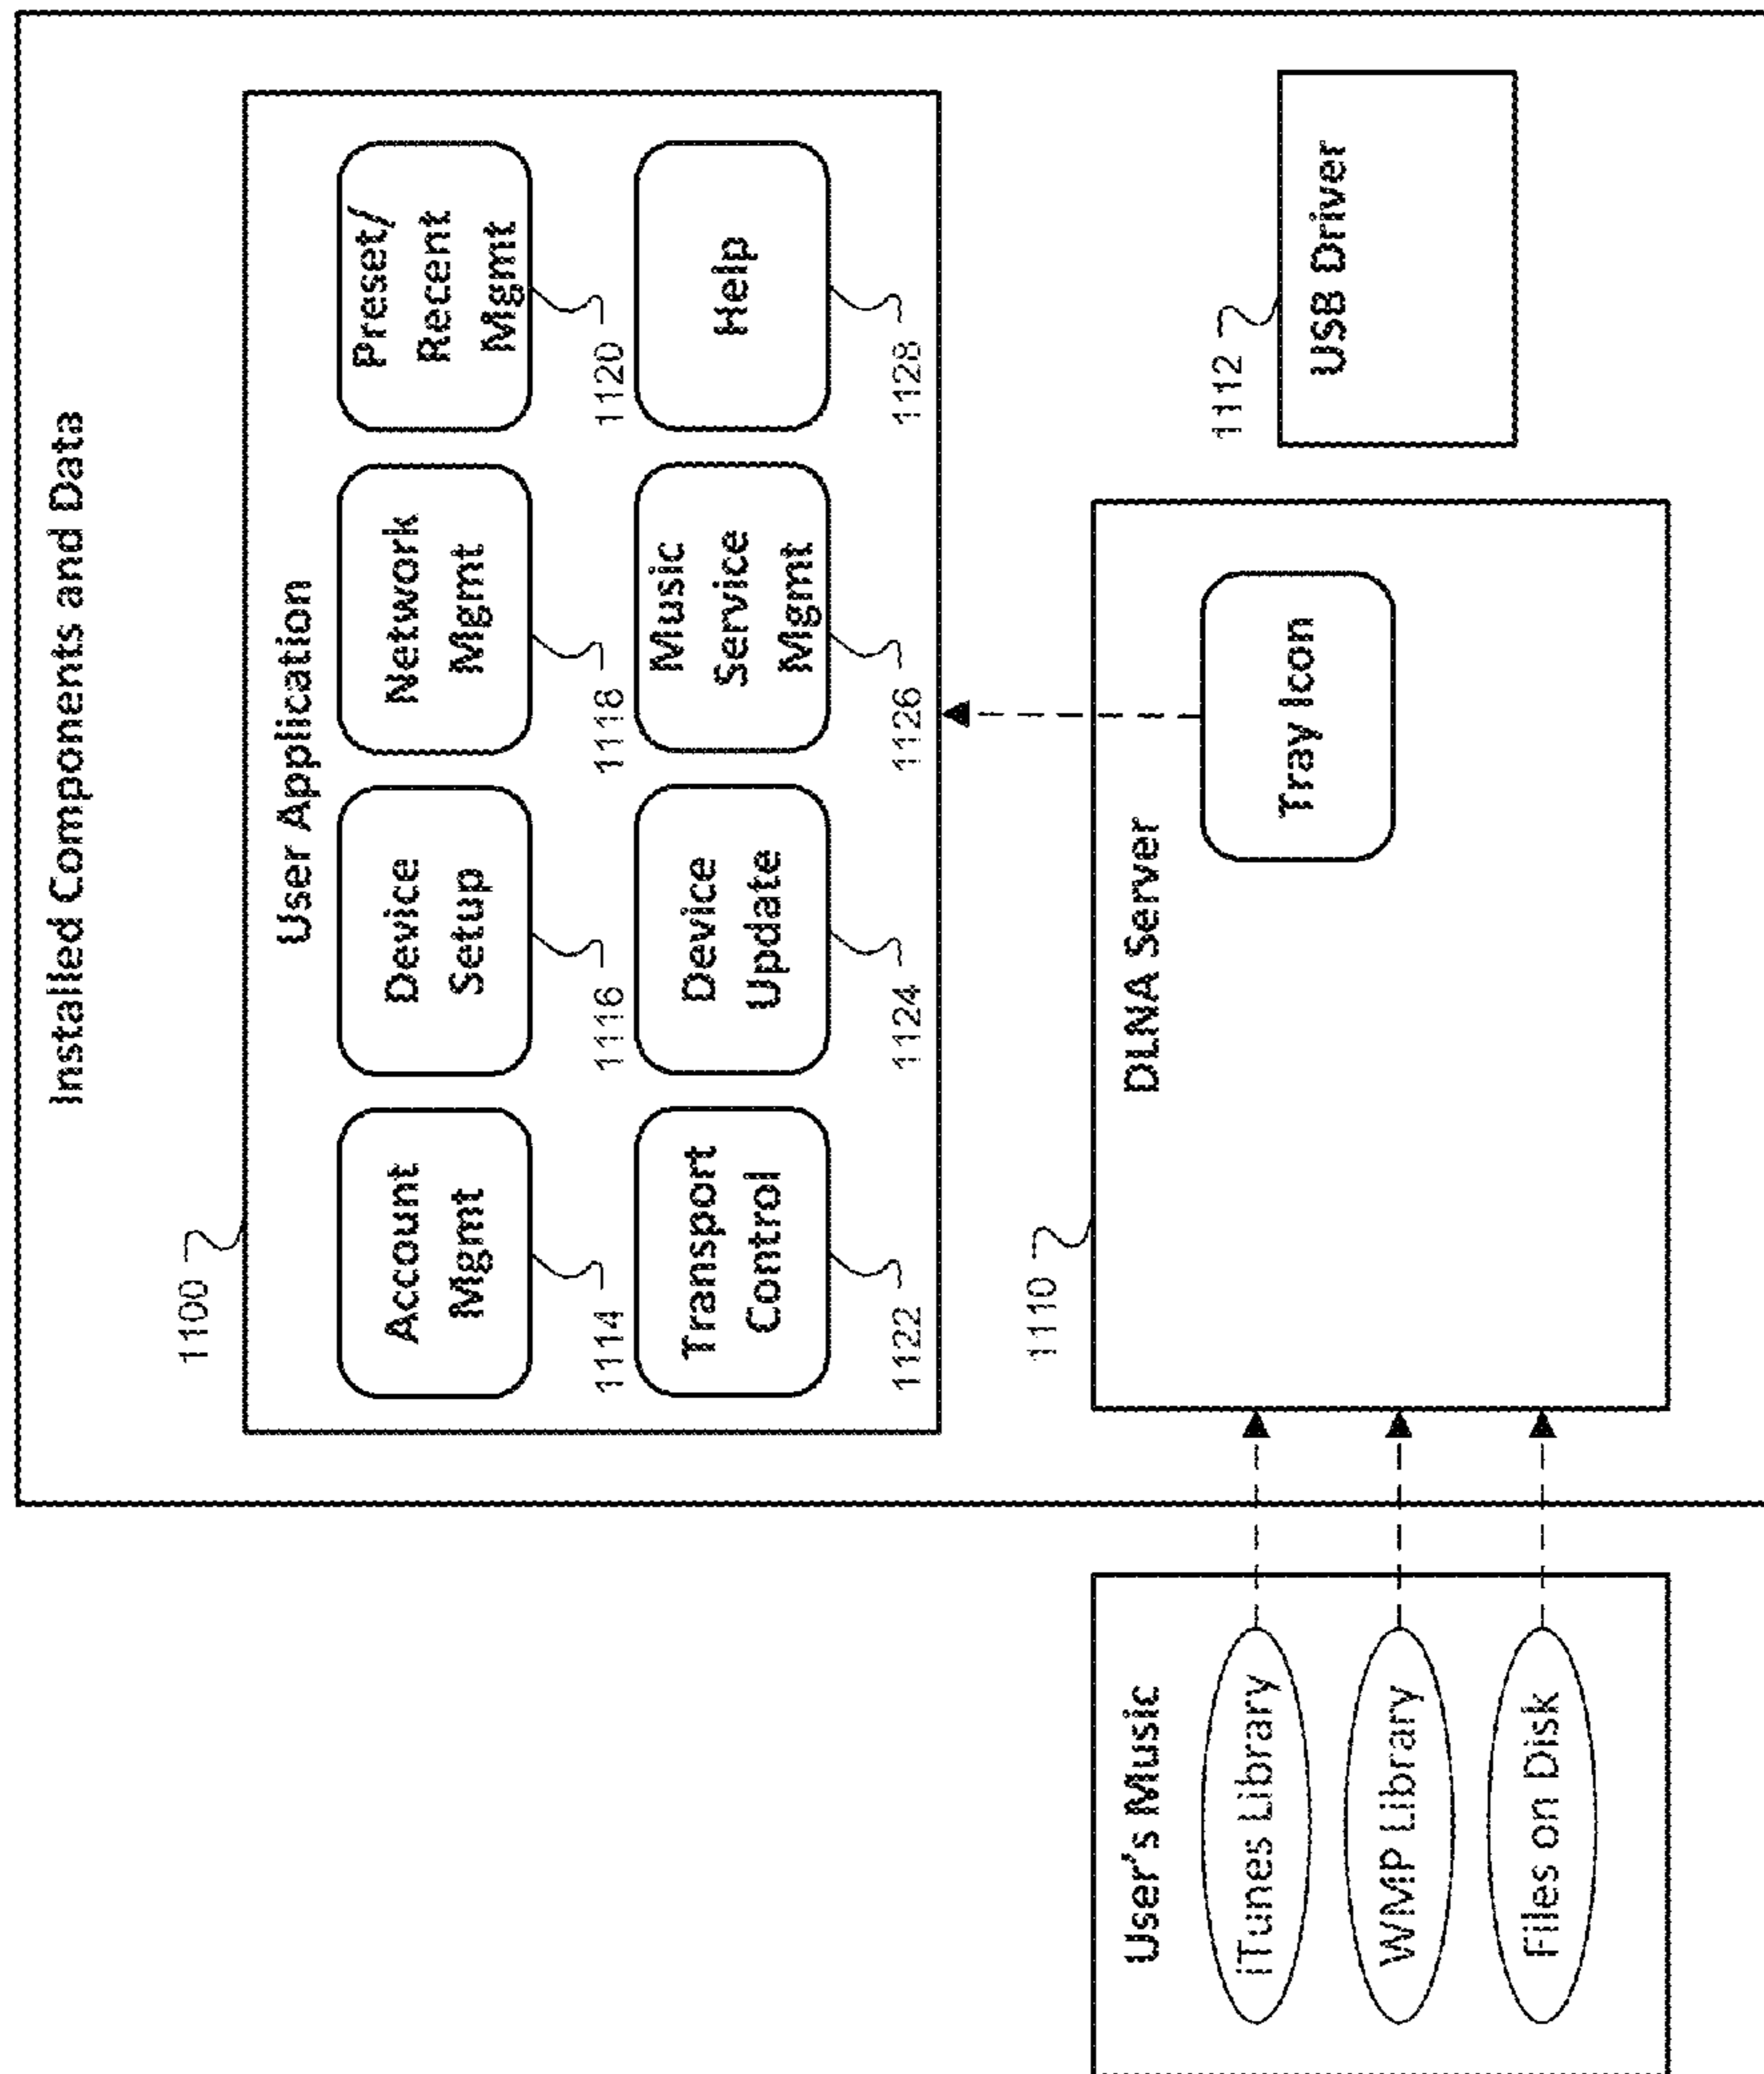 Installed Components and Data
1100
User Application
Account
Mgmt
1114
Device
Setup
1116
Network
Mgmt
1118
Preset/
Recent
Mgmt
1120
Transport
Control
1122
Device
Update
1124
Music
Service
Mgmt
1126
Help
1128
User's Music
iTunes Library
WMP Library
Files on Disk
1110
DLNA Server
Tray Icon
1112
USB Driver